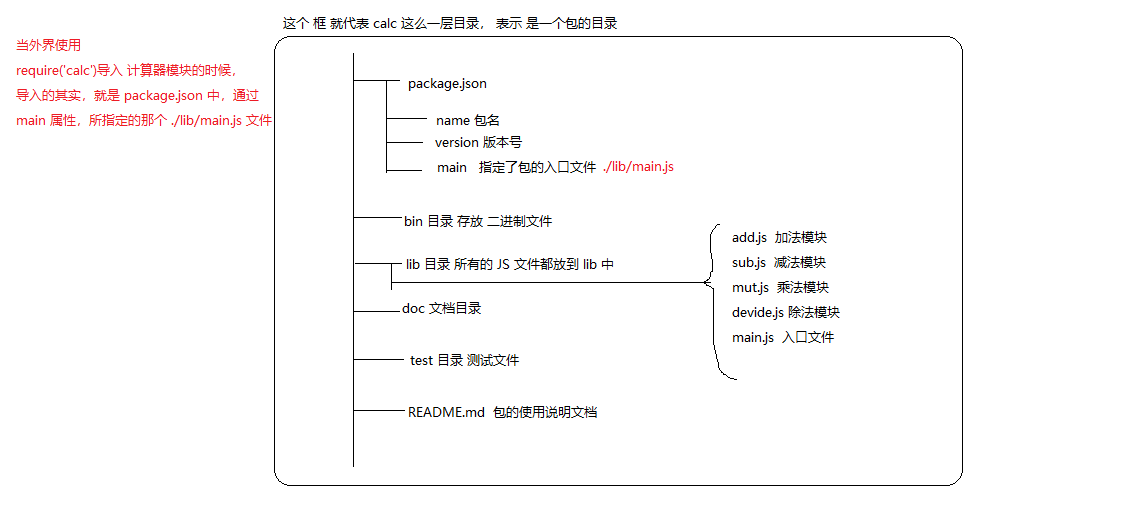 这个 框 就代表 calc 这么一层目录， 表示 是一个包的目录
当外界使用
require('calc')导入 计算器模块的时候，
导入的其实，就是 package.json 中，通过
main 属性，所指定的那个 ./lib/main.js 文件
package.json
name 包名
version 版本号
main 指定了包的入口文件 ./lib/main.js
bin 目录 存放 二进制文件
lib 目录 所有的 JS 文件都放到 lib 中
add.js 加法模块
sub.js 减法模块
mut.js 乘法模块
devide.js 除法模块
main.js 入口文件
doc 文档目录
test 目录 测试文件
README.md 包的使用说明文档